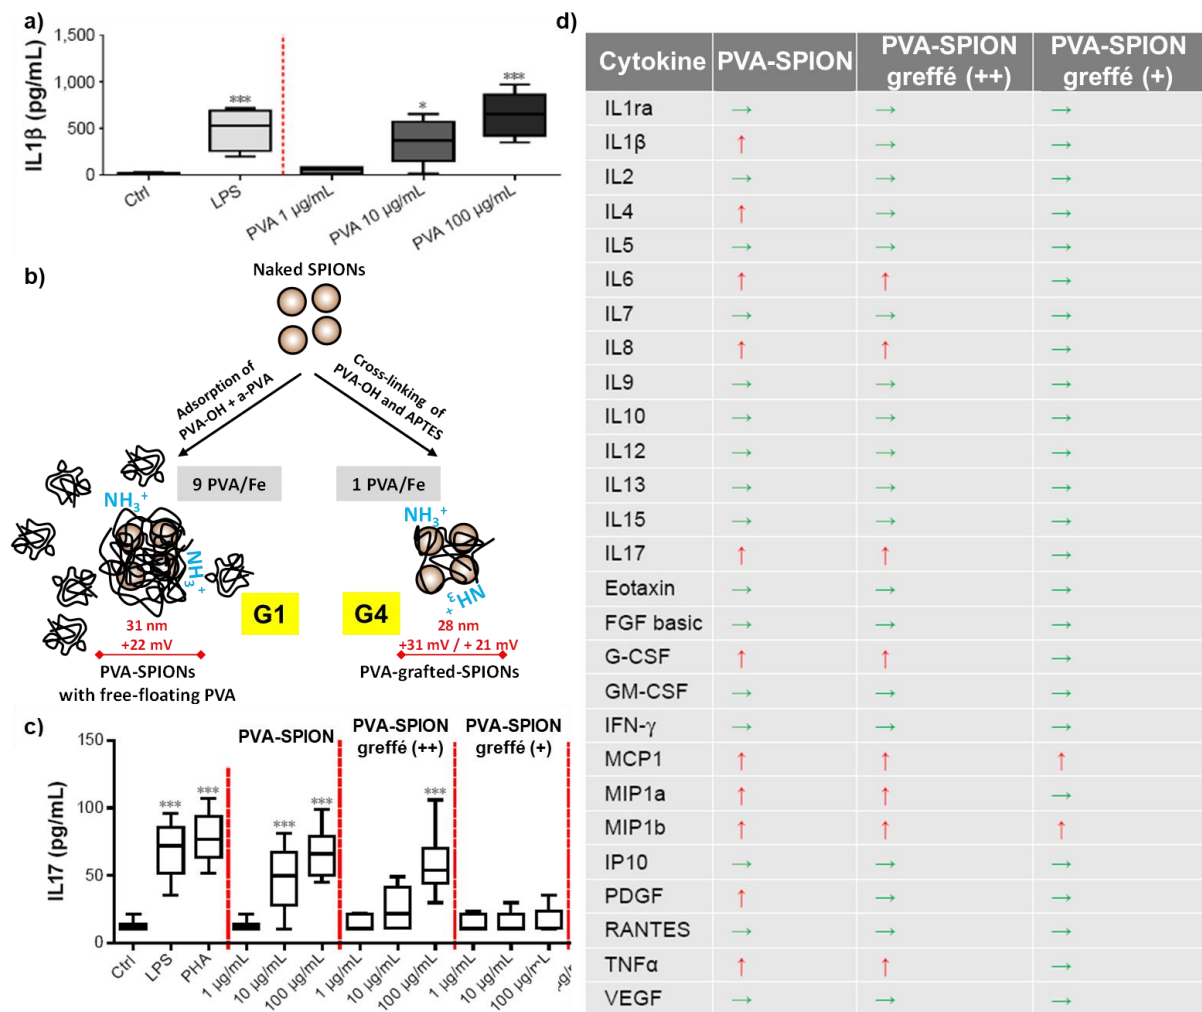 a)
1,500
1,000
500
0
IL1β (pg/mL)
***
*
***
Ctrl
LPS
PVA 1 µg/mL
PVA 10 µg/mL
PVA 100 µg/mL
b)
Naked SPIONs
Adsorption of
PVA-OH + a-PVA
Cross-linking of
PVA-OH and APTES
9 PVA/Fe
1 PVA/Fe
NH₃⁺
NH₃⁺
NH₃⁺
NH₃⁺
G1
G4
31 nm
+22 mV
28 nm
+31 mV / + 21 mV
PVA-SPIONs
with free-floating PVA
PVA-grafted-SPIONs
c)
PVA-SPION
PVA-SPION
greffé (++)
PVA-SPION
greffé (+)
150
100
50
0
IL17 (pg/mL)
***
***
***
***
***
Ctrl
LPS
PHA
1 µg/mL
10 µg/mL
100 µg/mL
1 µg/mL
10 µg/mL
100 µg/mL
1 µg/mL
10 µg/mL
d)
Cytokine PVA-SPION PVA-SPION greffé (++) PVA-SPION greffé (+)
IL1ra → → →
IL1β ↑ → →
IL2 → → →
IL4 ↑ → →
IL5 → → →
IL6 ↑ ↑ →
IL7 → → →
IL8 ↑ ↑ →
IL9 → → →
IL10 → → →
IL12 → → →
IL13 → → →
IL15 → → →
IL17 ↑ ↑ →
Eotaxin → → →
FGF basic → → →
G-CSF ↑ ↑ →
GM-CSF → → →
IFN-γ → → →
MCP1 ↑ ↑ ↑
MIP1a ↑ ↑ →
MIP1b ↑ ↑ ↑
IP10 → → →
PDGF ↑ → →
RANTES → → →
TNFα ↑ ↑ →
VEGF → → →